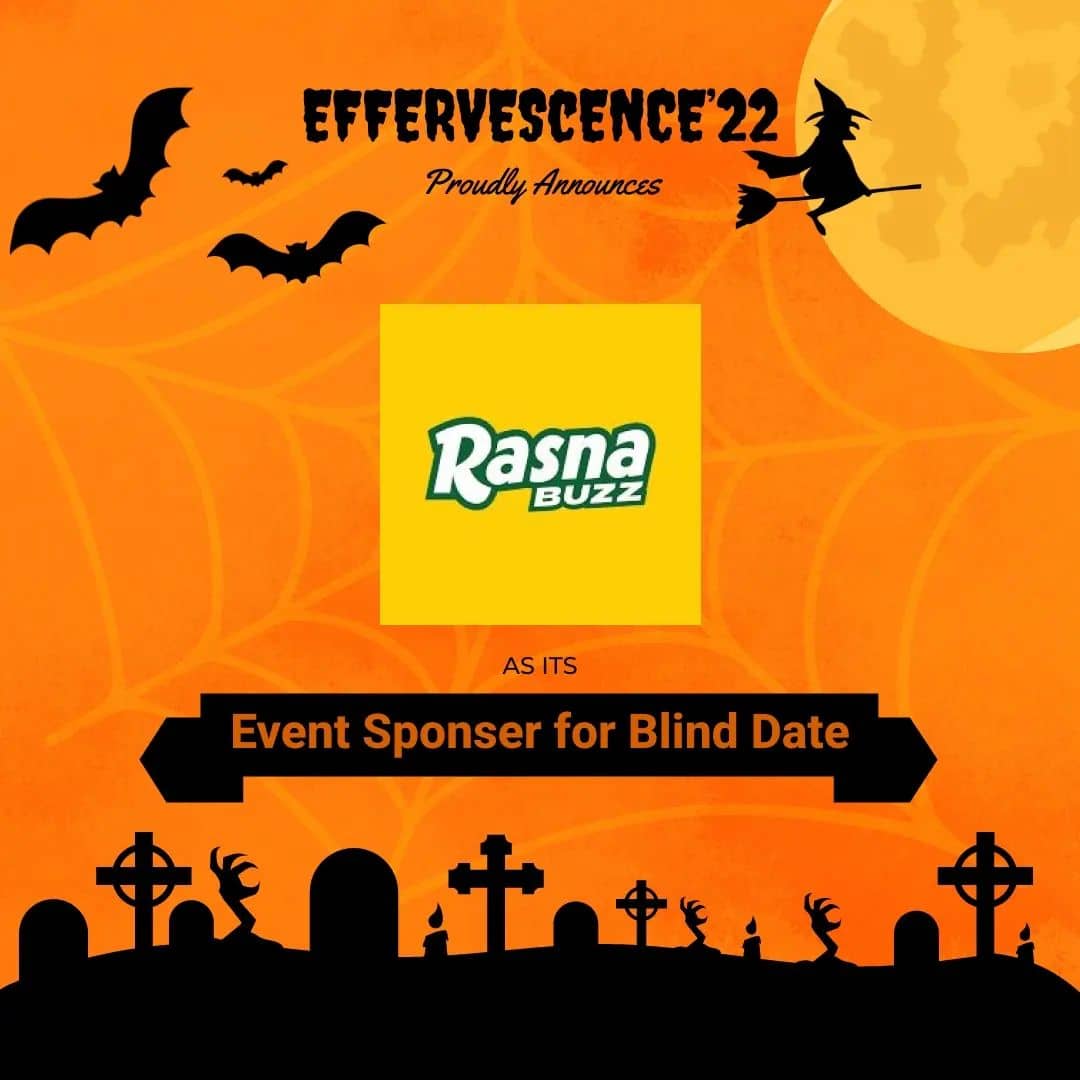 EFFERVESCENCE'22
Proudly Announces
Rasna
BUZZ
AS ITS
Event Sponser for Blind Date